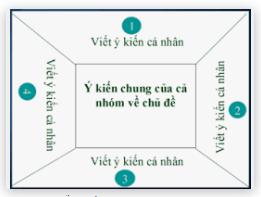 1
Viết ý kiến cá nhân
Viết ý kiến cá nhân
4
Ý kiến chung của cả
nhóm về chủ đề
2
Viết ý kiến cá nhân
Viết ý kiến cá nhân
3